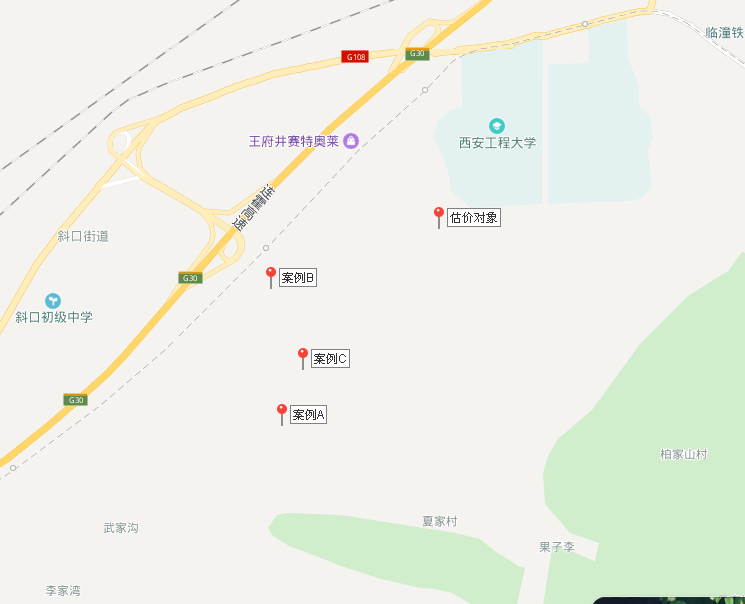 临潼铁
G30
G108
西安工程大学
王府井赛特奥莱
连霍高速
估价对象
斜口街道
案例B
G30
斜口初级中学
案例C
G30
案例A
柏家山村
夏家村
武家沟
果子李
李家湾